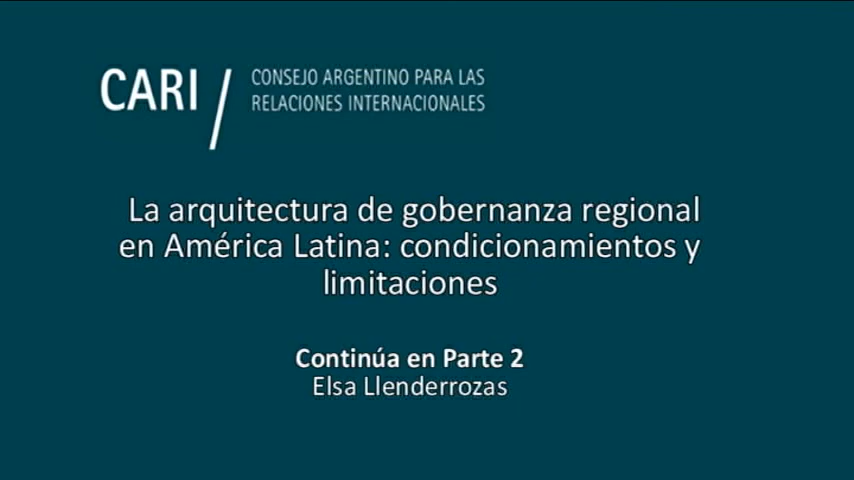 CARI
CONSEJO ARGENTINO PARA LAS
RELACIONES INTERNACIONALES
La arquitectura de gobernanza regional
en América Latina: condicionamientos y
limitaciones
Continúa en Parte 2
Elsa Llenderrozas